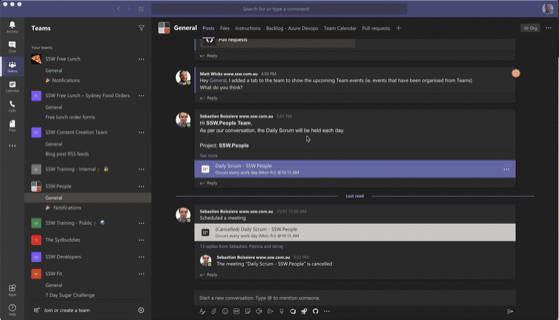 Search for or type a command
Teams
General
Posts
Files
Instructions
Backlog - Azure Devops
Team Calendar
Pull requests
Org
Activity
Chat
Teams
Calendar
Calls
Files
Apps
Help
Your teams
SSW Free Lunch
General
Notifications
SSW Free Lunch – Sydney Food Orders
General
Free lunch order forms
SSW Content Creation Team
General
Blog post RSS feeds
SSW Training - Internal
SSW People
General
Notifications
SSW Training - Public
The Sydbuddies
SSW Developers
SSW Fit
General
7 Day Sugar Challenge
Join or create a team
Pull requests
Reply
Matt Wicks www.ssw.com.au 4:50 PM
Hey General, I added a tab to the team to show the upcoming Team events (ie. events that have been organised from Teams)
What do you think?
Reply
Sebastien Boissiere www.ssw.com.au 5:01 PM
Hi SSW.People Team,
As per our conversation, the Daily Scrum will be held each day.
Project: SSW.People
See more
Daily Scrum - SSW.People
Occurs every work day (Mon-Fri) @10:15 AM
Reply
Last read
Sebastien Boissiere www.ssw.com.au
Scheduled a meeting
(Cancelled) Daily Scrum - SSW.People
Occurs every work day (Mon-Fri) @10:15 AM
Sebastien Boissiere www.ssw.com.au 5:02 PM
The meeting "Daily Scrum - SSW.People" is cancelled
Reply
Start a new conversation. Type @ to mention someone.